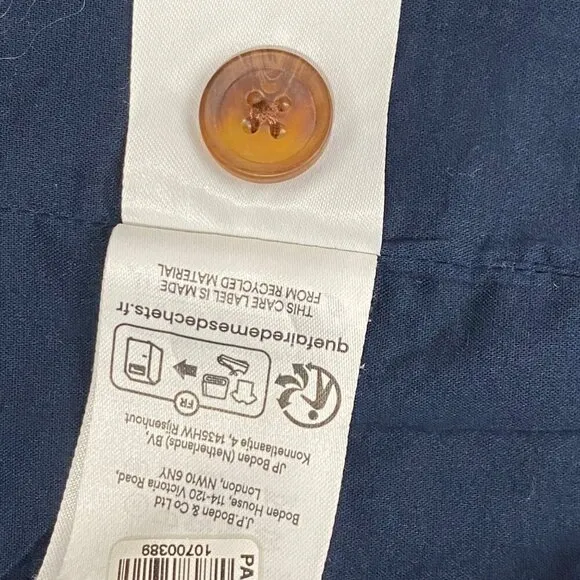 PA
10700389
J.P.Boden & Co Ltd
Boden House, 114-120 Victoria Road,
London, NW10 6NY
JP Boden (Netherlands) BV,
Konnetlaantje 4, 1435HW Rijsenhout
FR
quefairedemesdechets.fr
THIS CARE LABEL IS MADE
FROM RECYCLED MATERIAL